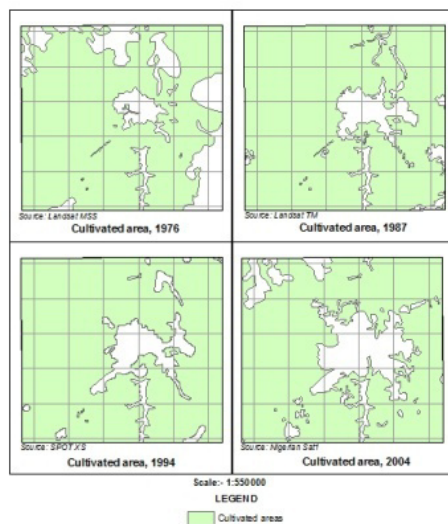 Source: Landsat MSS
Cultivated area, 1976
Source: Landsat TM
Cultivated area, 1987
Source: SPOT XS
Cultivated area, 1994
Source: Nigerian Sat1
Cultivated area, 2004
Scale:- 1:550000
LEGEND
Cultivated areas